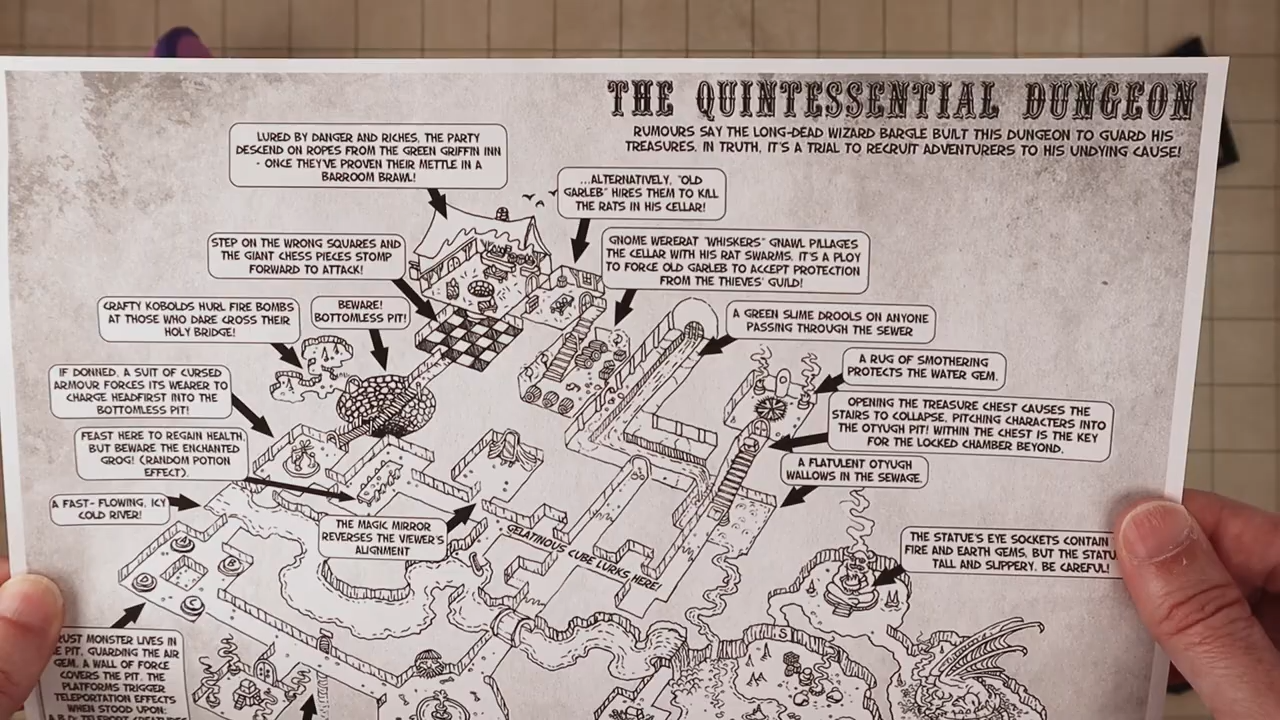 THE QUINTESSENTIAL DUNGEON
RUMOURS SAY THE LONG-DEAD WIZARD BARGLE BUILT THIS DUNGEON TO GUARD HIS
TREASURES. IN TRUTH, IT'S A TRIAL TO RECRUIT ADVENTURERS TO HIS UNDYING CAUSE!
LURED BY DANGER AND RICHES, THE PARTY
DESCEND ON ROPES FROM THE GREEN GRIFFIN INN
- ONCE THEY'VE PROVEN THEIR METTLE IN A
BARROOM BRAWL!
...ALTERNATIVELY, "OLD
GARLEB" HIRES THEM TO KILL
THE RATS IN HIS CELLAR!
STEP ON THE WRONG SQUARES AND
THE GIANT CHESS PIECES STOMP
FORWARD TO ATTACK!
GNOME WERERAT "WHISKERS" GNAWL PILLAGES
THE CELLAR WITH HIS RAT SWARMS. IT'S A PLOY
TO FORCE OLD GARLEB TO ACCEPT PROTECTION
FROM THE THIEVES' GUILD!
CRAFTY KOBOLDS HURL FIRE BOMBS
AT THOSE WHO DARE CROSS THEIR
HOLY BRIDGE!
BEWARE!
BOTTOMLESS PIT!
A GREEN SLIME DROOLS ON ANYONE
PASSING THROUGH THE SEWER
A RUG OF SMOTHERING
PROTECTS THE WATER GEM.
IF DONNED, A SUIT OF CURSED
ARMOUR FORCES ITS WEARER TO
CHARGE HEADFIRST INTO THE
BOTTOMLESS PIT!
OPENING THE TREASURE CHEST CAUSES THE
STAIRS TO COLLAPSE, PITCHING CHARACTERS INTO
THE OTYUGH PIT! WITHIN THE CHEST IS THE KEY
FOR THE LOCKED CHAMBER BEYOND.
FEAST HERE TO REGAIN HEALTH,
BUT BEWARE THE ENCHANTED
GROG! (RANDOM POTION
EFFECT).
A FLATULENT OTYUGH
WALLOWS IN THE SEWAGE.
A FAST- FLOWING, ICY
COLD RIVER!
THE MAGIC MIRROR
REVERSES THE VIEWER'S
ALIGNMENT
GELATINOUS CUBE LURKS HERE!
THE STATUE'S EYE SOCKETS CONTAIN
FIRE AND EARTH GEMS, BUT THE STATU
TALL AND SLIPPERY. BE CAREFUL!
RUST MONSTER LIVES IN
E PIT, GUARDING THE AIR
GEM. A WALL OF FORCE
COVERS THE PIT. THE
PLATFORMS TRIGGER
TELEPORTATION EFFECTS
WHEN STOOD UPON:
S